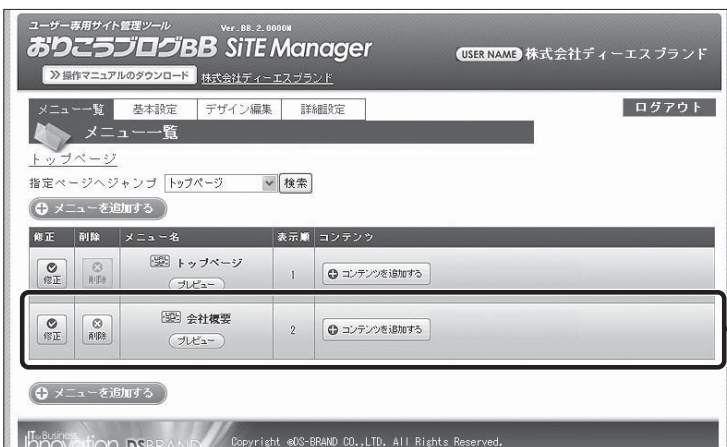 ユーザー専用サイト管理ツール Ver.BB.2.0000M
おりこうブログBB SiTE Manager
USER NAME 株式会社ディーエスブランド
操作マニュアルのダウンロード 株式会社ディーエスブランド
メニュー一覧 基本設定 デザイン編集 詳細設定 ログアウト
メニュー一覧
トップページ
指定ページへジャンプ トップページ 検索
メニューを追加する
修正 削除 メニュー名 表示順 コンテンツ
修正 削除 トップページ プレビュー 1 コンテンツを追加する
修正 削除 会社概要 プレビュー 2 コンテンツを追加する
メニューを追加する
IT to Business Innovation DSBRAND Copyright ©DS-BRAND CO.,LTD. All Rights Reserved.